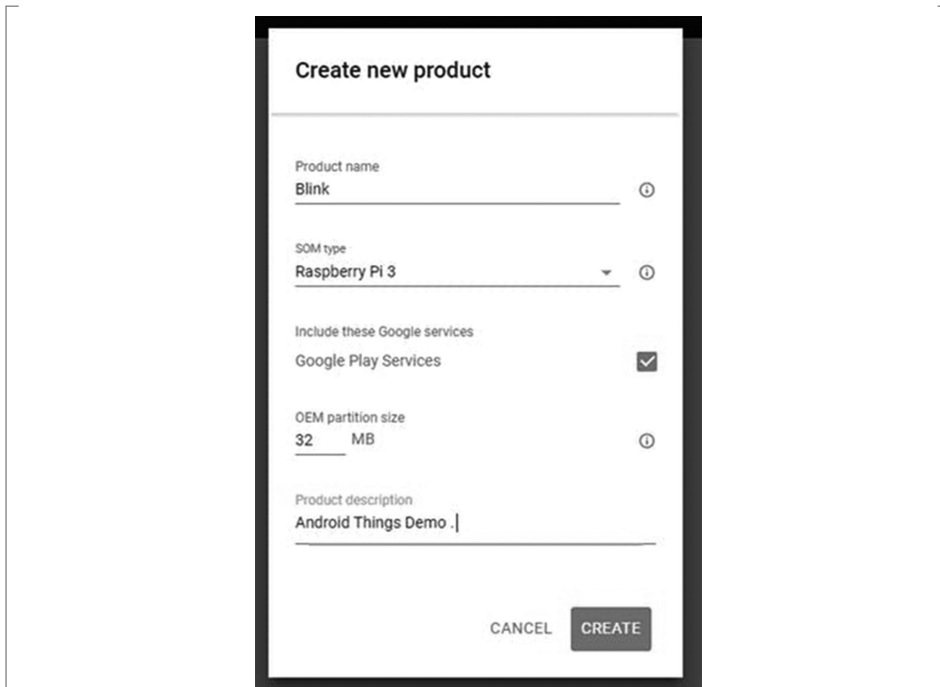 Create new product
Product name
Blink
SOM type
Raspberry Pi 3
Include these Google services
Google Play Services
OEM partition size
32 MB
Product description
Android Things Demo .
CANCEL CREATE